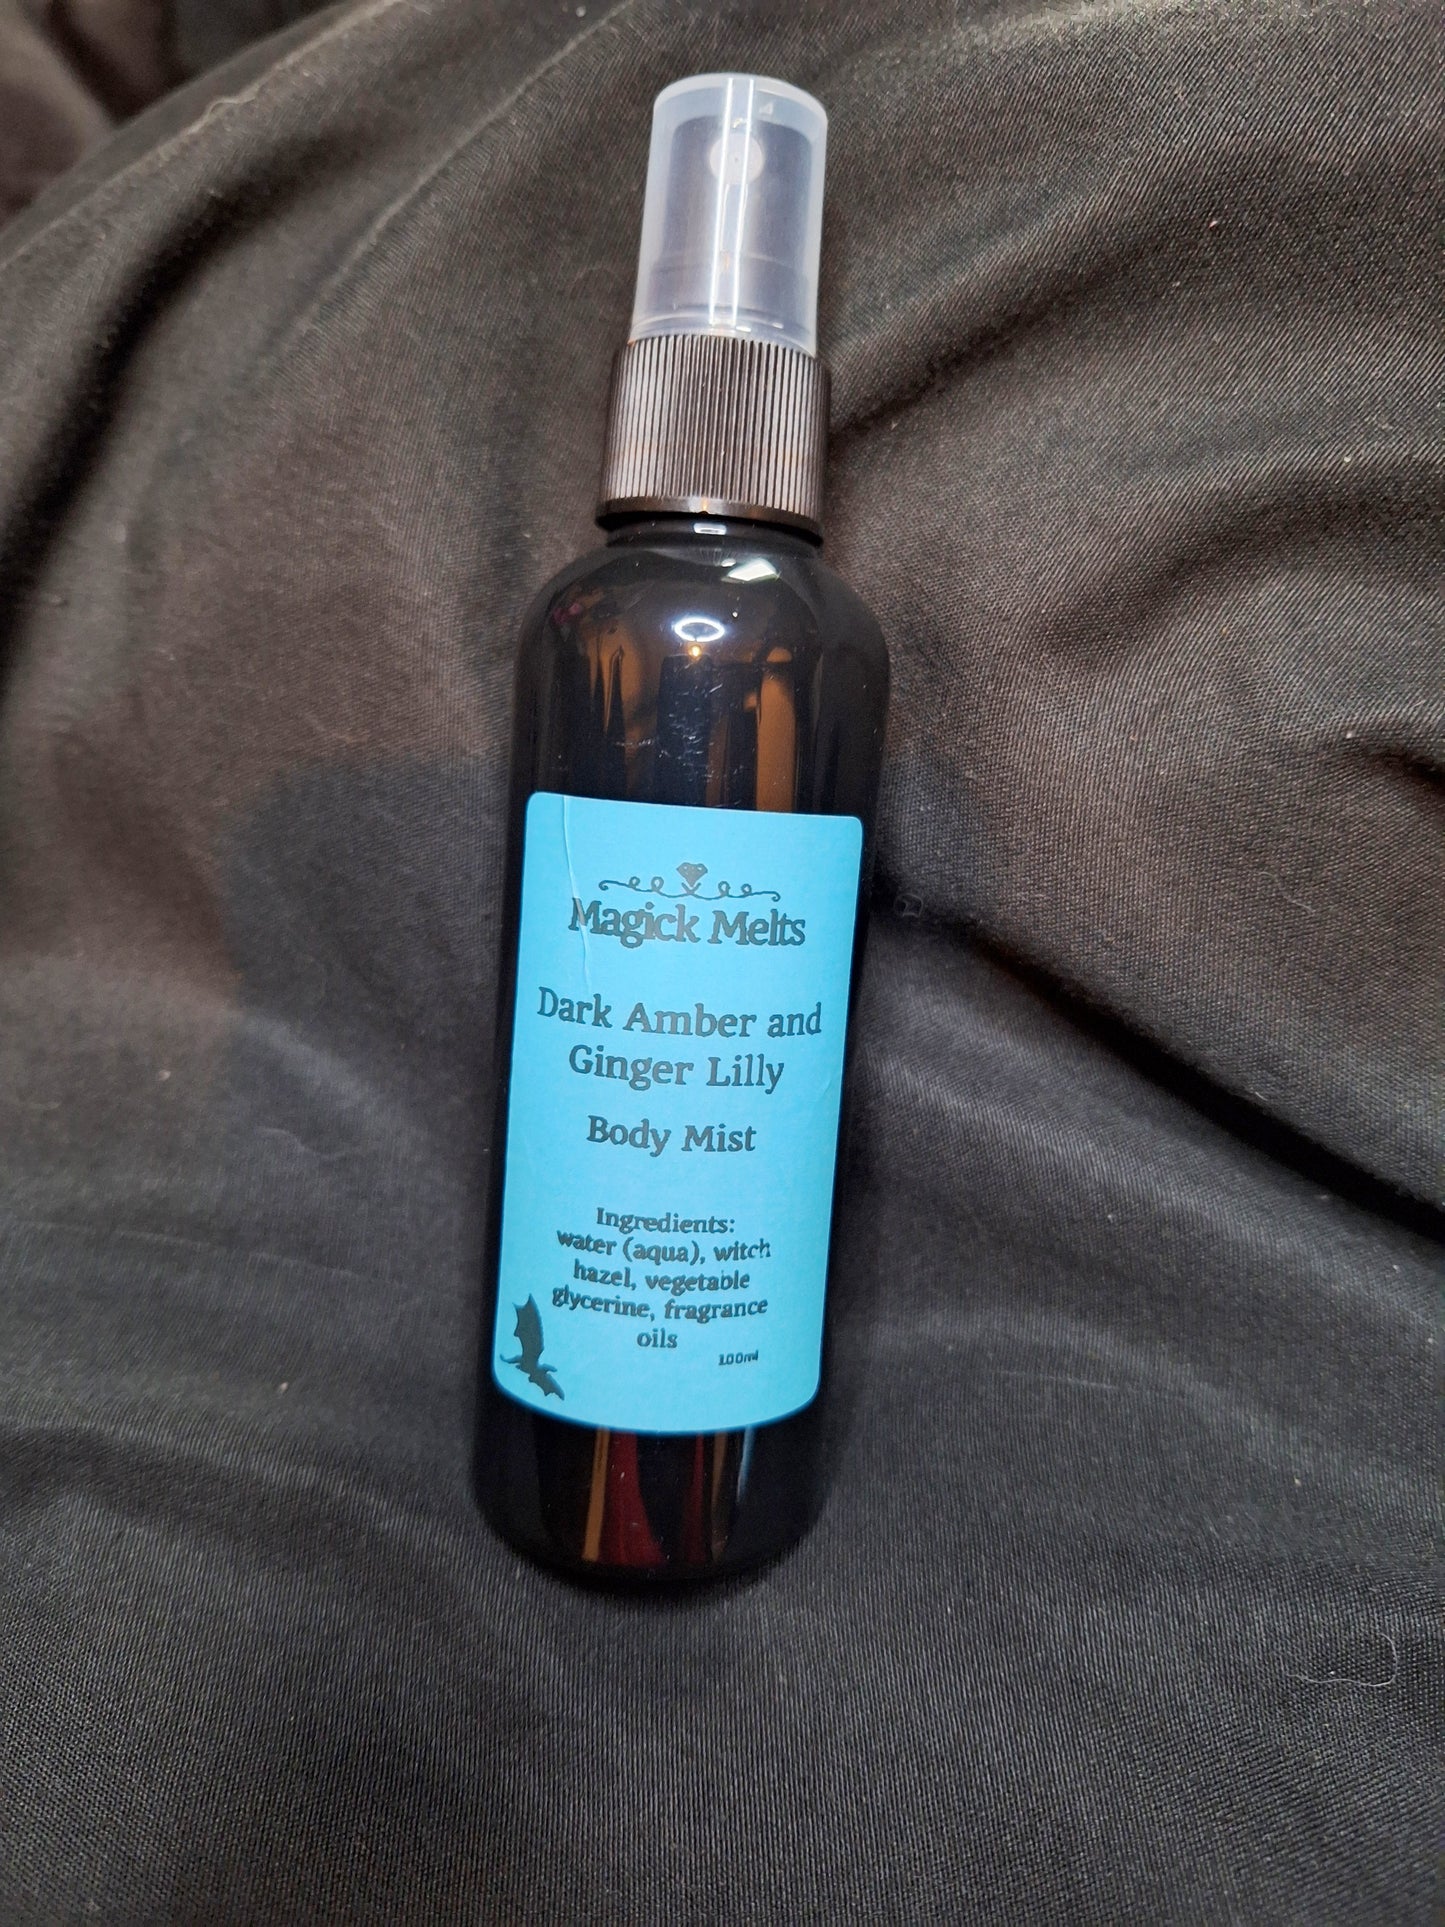 Magick Melts
Dark Amber and
Ginger Lilly
Body Mist
Ingredients:
water (aqua), witch
hazel, vegetable
glycerine, fragrance
oils
100ml